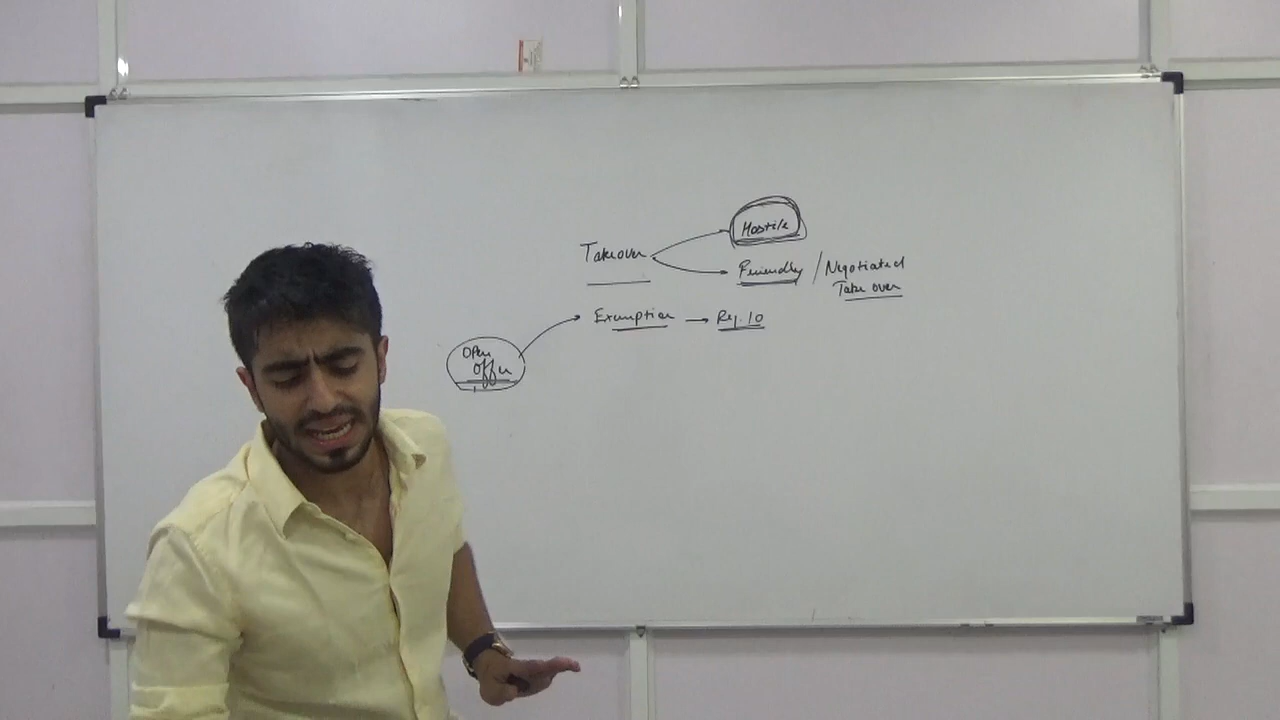 Hostile
Takeover
Friendly / Negotiated
Take over
Exemption → Reg. 10
Open
Offer